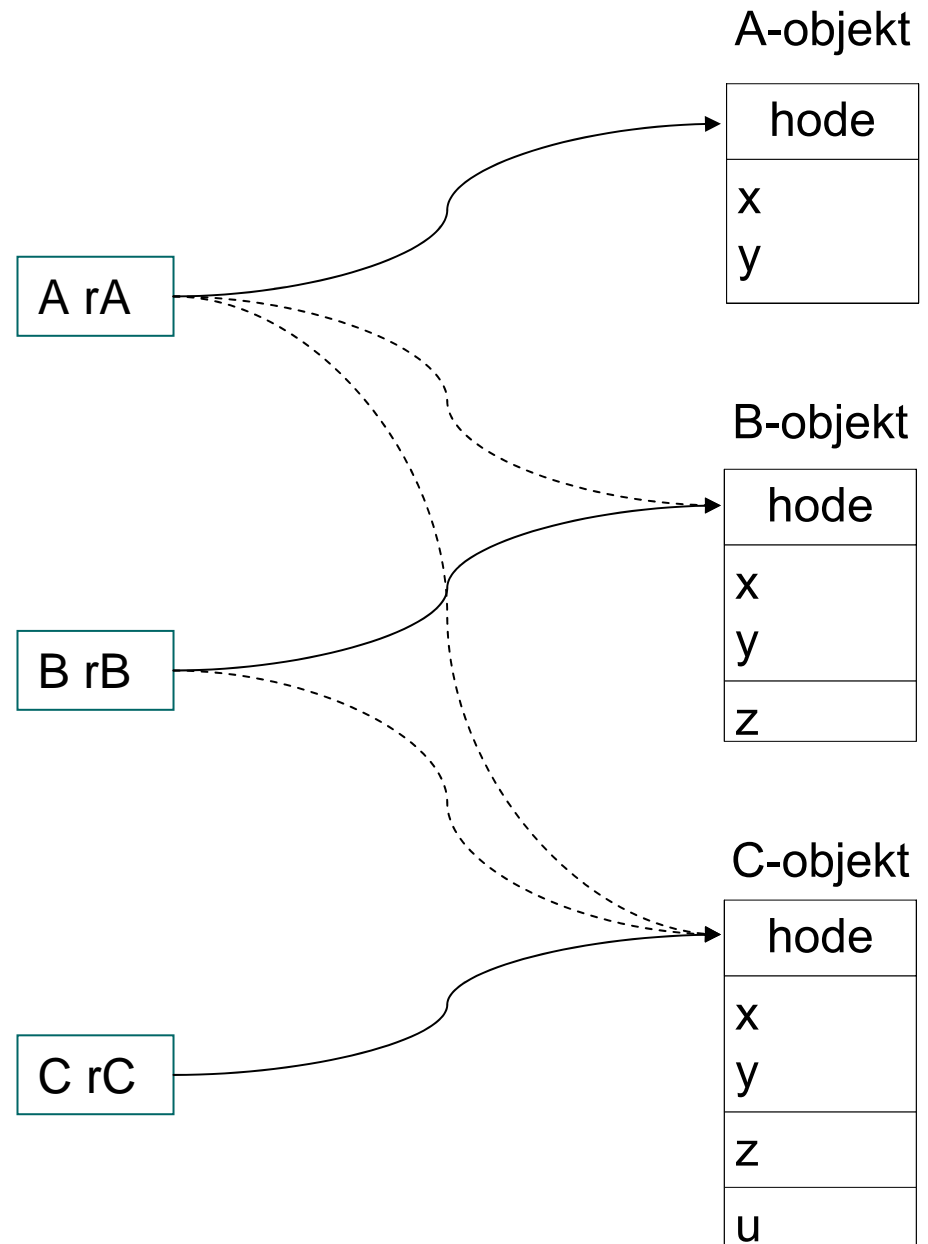 A-objekt
hode
x
y
A rA
B-objekt
hode
x
y
z
B rB
C-objekt
hode
x
y
z
u
C rC